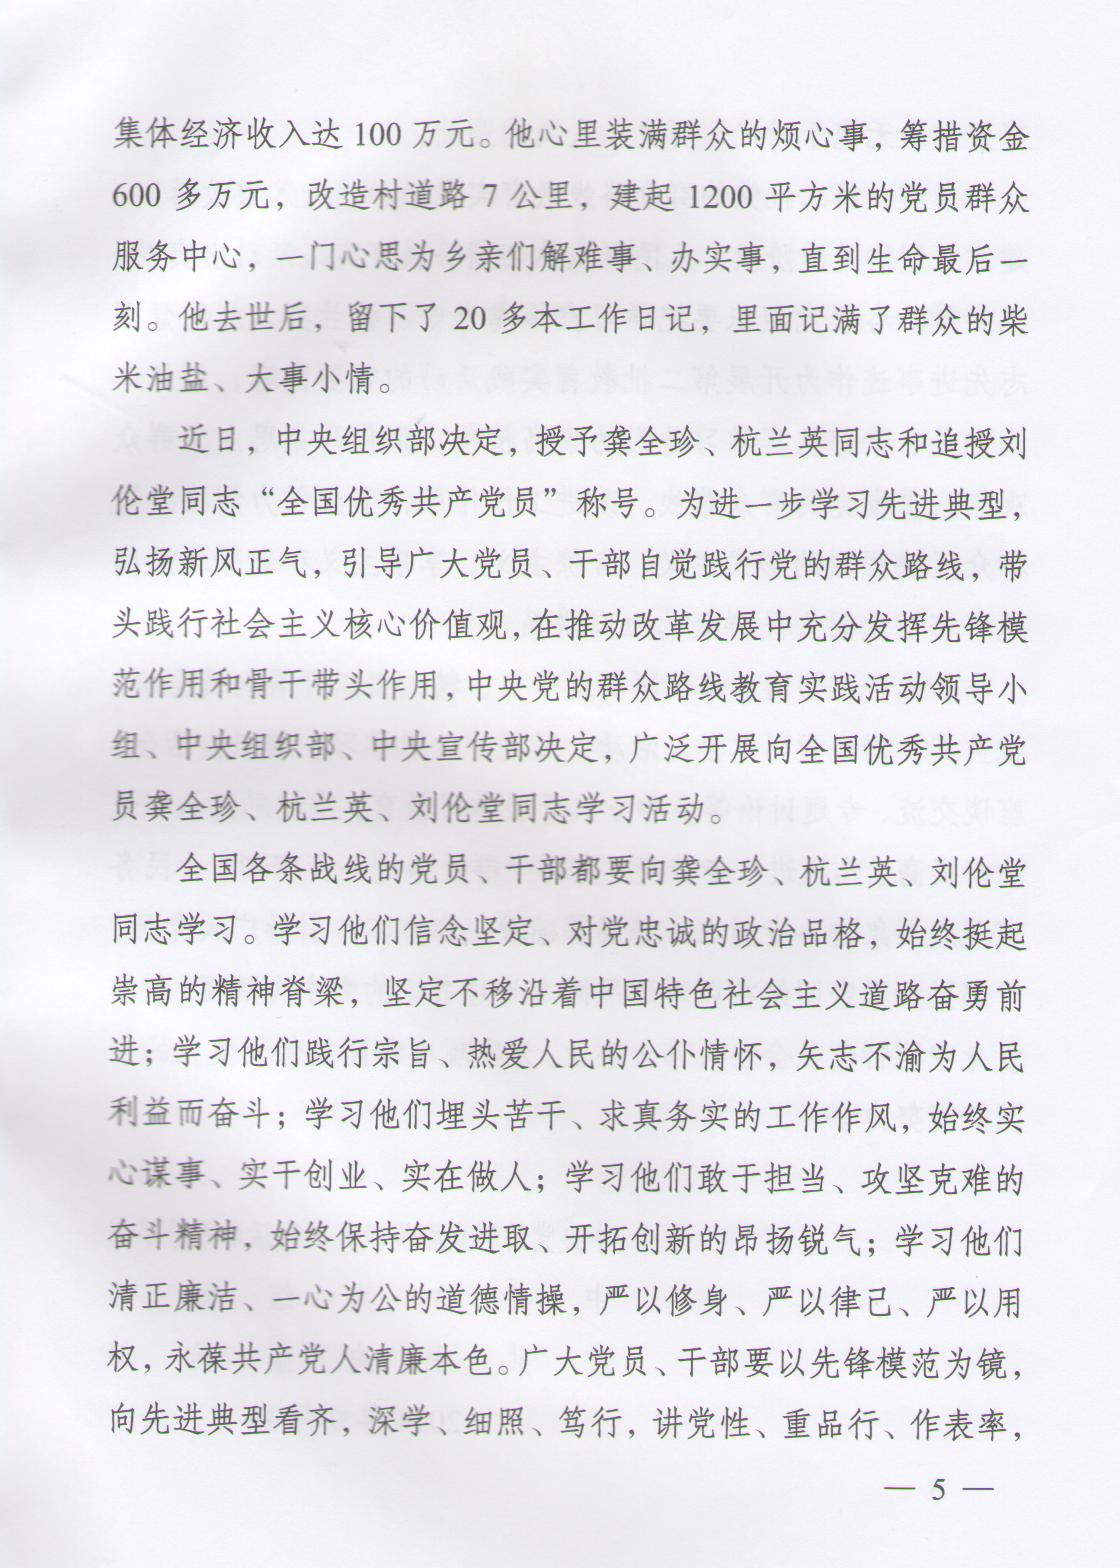 集体经济收入达 100 万元。他心里装满群众的烦心事，筹措资金
600 多万元，改造村道路 7 公里，建起 1200 平方米的党员群众
服务中心，一门心思为乡亲们解难事、办实事，直到生命最后一
刻。他去世后，留下了 20 多本工作日记，里面记满了群众的柴
米油盐、大事小情。
近日，中央组织部决定，授予龚全珍、杭兰英同志和追授刘
伦堂同志“全国优秀共产党员”称号。为进一步学习先进典型，
弘扬新风正气，引导广大党员、干部自觉践行党的群众路线，带
头践行社会主义核心价值观，在推动改革发展中充分发挥先锋模
范作用和骨干带头作用，中央党的群众路线教育实践活动领导小
组、中央组织部、中央宣传部决定，广泛开展向全国优秀共产党
员龚全珍、杭兰英、刘伦堂同志学习活动。
全国各条战线的党员、干部都要向龚全珍、杭兰英、刘伦堂
同志学习。学习他们信念坚定、对党忠诚的政治品格，始终挺起
崇高的精神脊梁，坚定不移沿着中国特色社会主义道路奋勇前
进；学习他们践行宗旨、热爱人民的公仆情怀，矢志不渝为人民
利益而奋斗；学习他们埋头苦干、求真务实的工作作风，始终实
心谋事、实干创业、实在做人；学习他们敢于担当、攻坚克难的
奋斗精神，始终保持奋发进取、开拓创新的昂扬锐气；学习他们
清正廉洁、一心为公的道德情操，严以修身、严以律己、严以用
权，永葆共产党人清廉本色。广大党员、干部要以先锋模范为镜，
向先进典型看齐，深学、细照、笃行，讲党性、重品行、作表率，
— 5 —